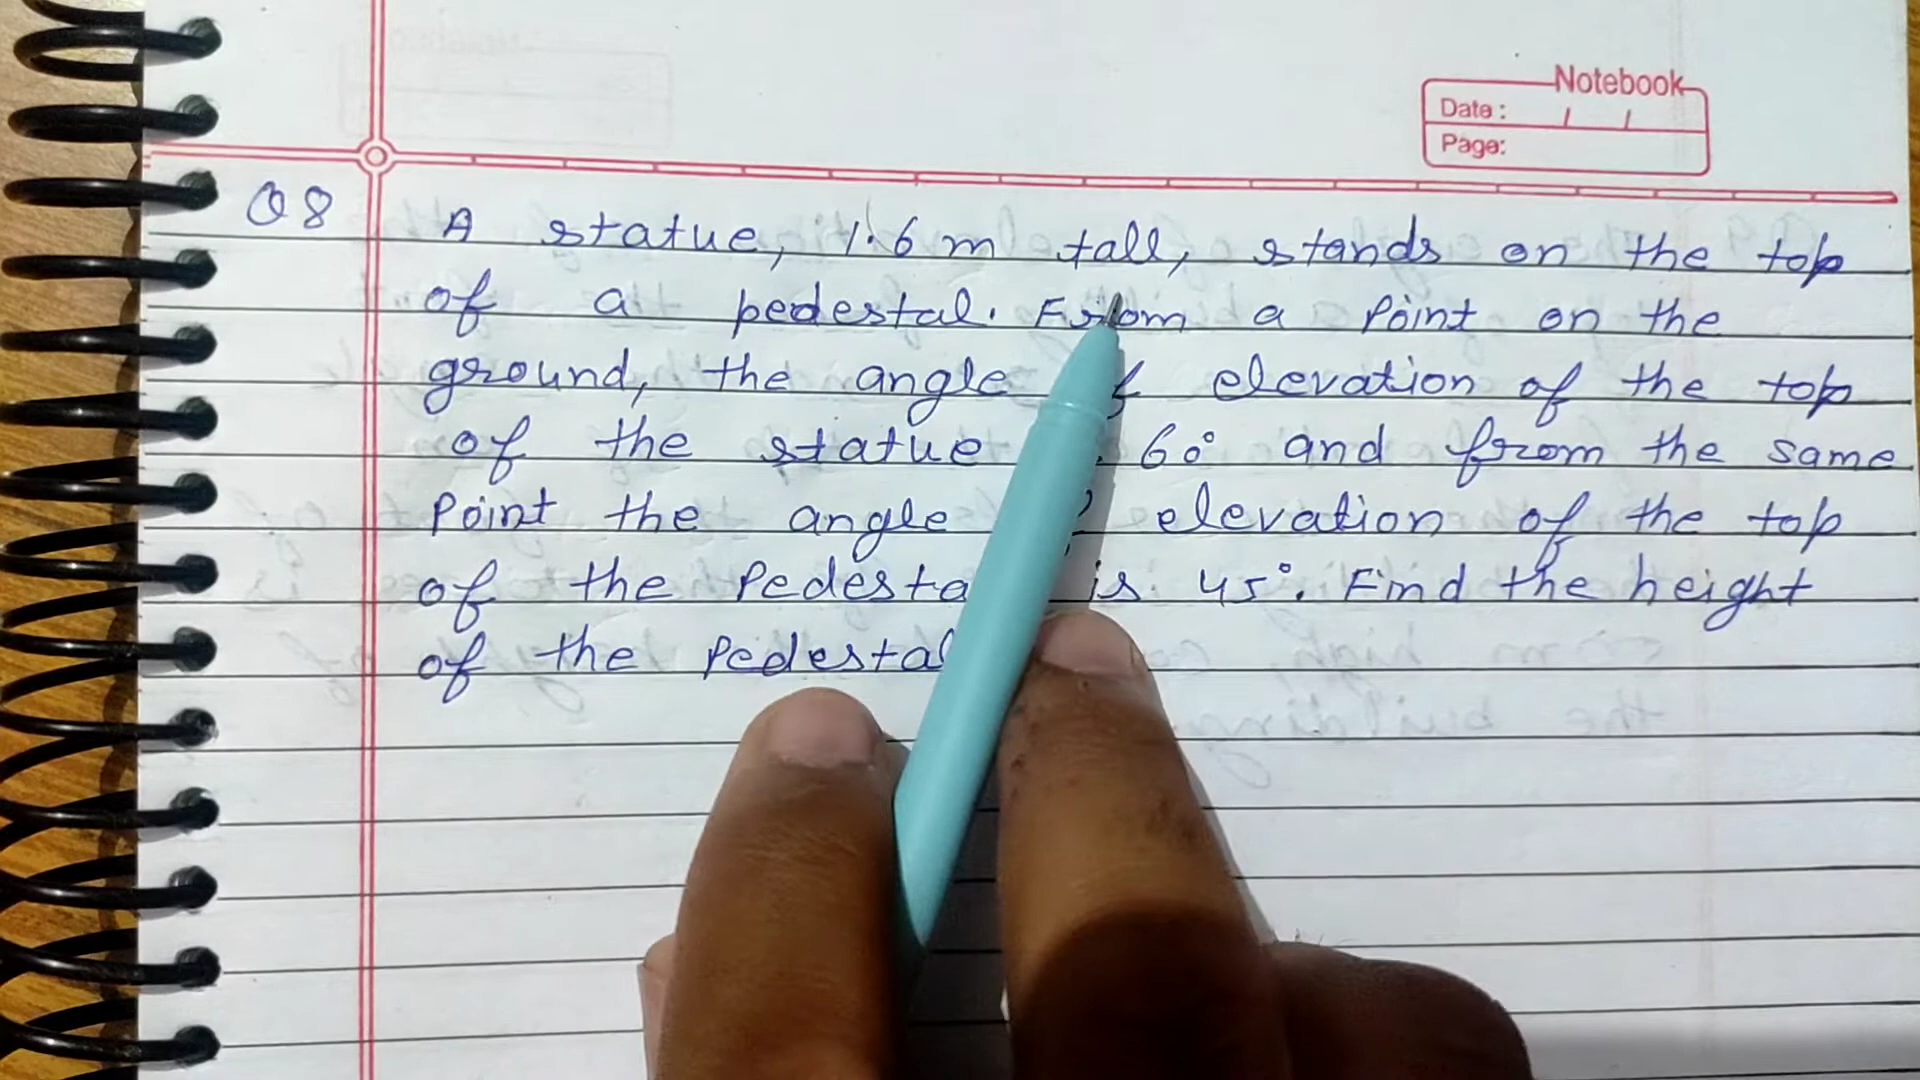 Notebook
Date: / /
Page:
Q8 A statue, 1.6 m tall, stands on the top
of a pedestal. From a Point on the
ground, the angle elevation of the top
of the statue 60° and from the same
Point the angle elevation of the top
of the Pedestal is 45°. Find the height
of the Pedestal